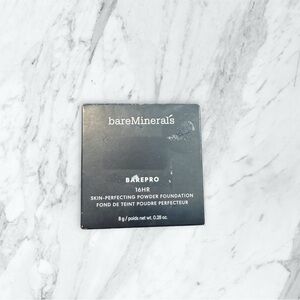 bareMinerals
BAREPRO
16HR
SKIN-PERFECTING POWDER FOUNDATION
FOND DE TEINT POUDRE PERFECTEUR
8 g / poids net wt. 0.28 oz.